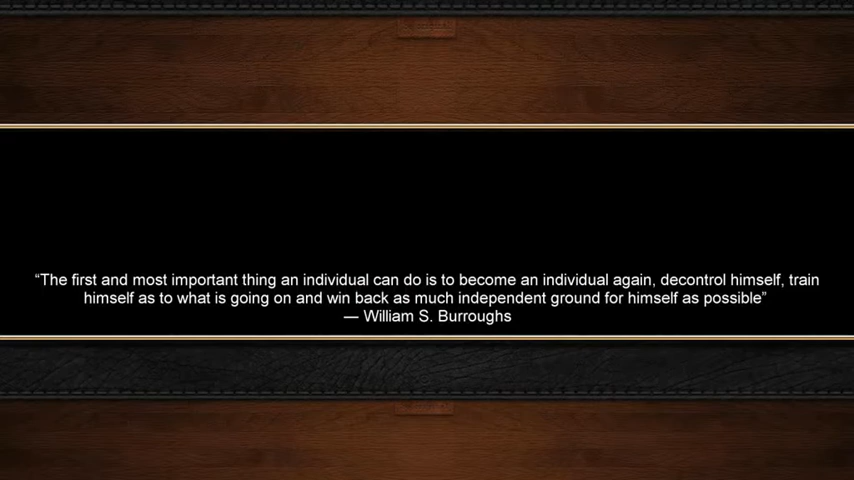 “The first and most important thing an individual can do is to become an individual again, decontrol himself, train
himself as to what is going on and win back as much independent ground for himself as possible”
— William S. Burroughs